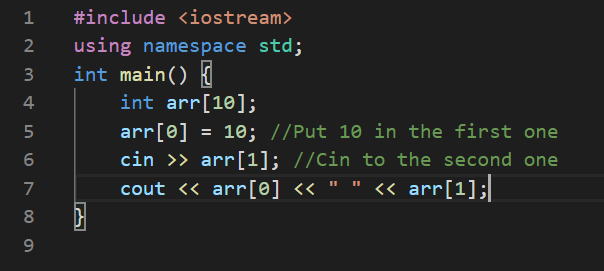 1 #include <iostream>
2 using namespace std;
3 int main() {
4     int arr[10];
5     arr[0] = 10; //Put 10 in the first one
6     cin >> arr[1]; //Cin to the second one
7     cout << arr[0] << " " << arr[1];
8 }
9